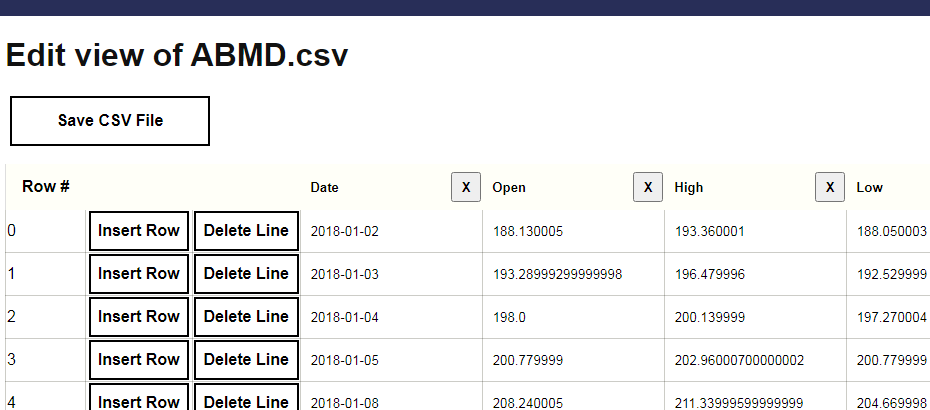 Edit view of ABMD.csv
Save CSV File
Row # Date X Open X High X Low
0 Insert Row Delete Line 2018-01-02 188.130005 193.360001 188.050003
1 Insert Row Delete Line 2018-01-03 193.28999299999998 196.479996 192.529999
2 Insert Row Delete Line 2018-01-04 198.0 200.139999 197.270004
3 Insert Row Delete Line 2018-01-05 200.779999 202.96000700000002 200.779999
4 Insert Row Delete Line 2018-01-08 208.240005 211.33999599999999 204.669998